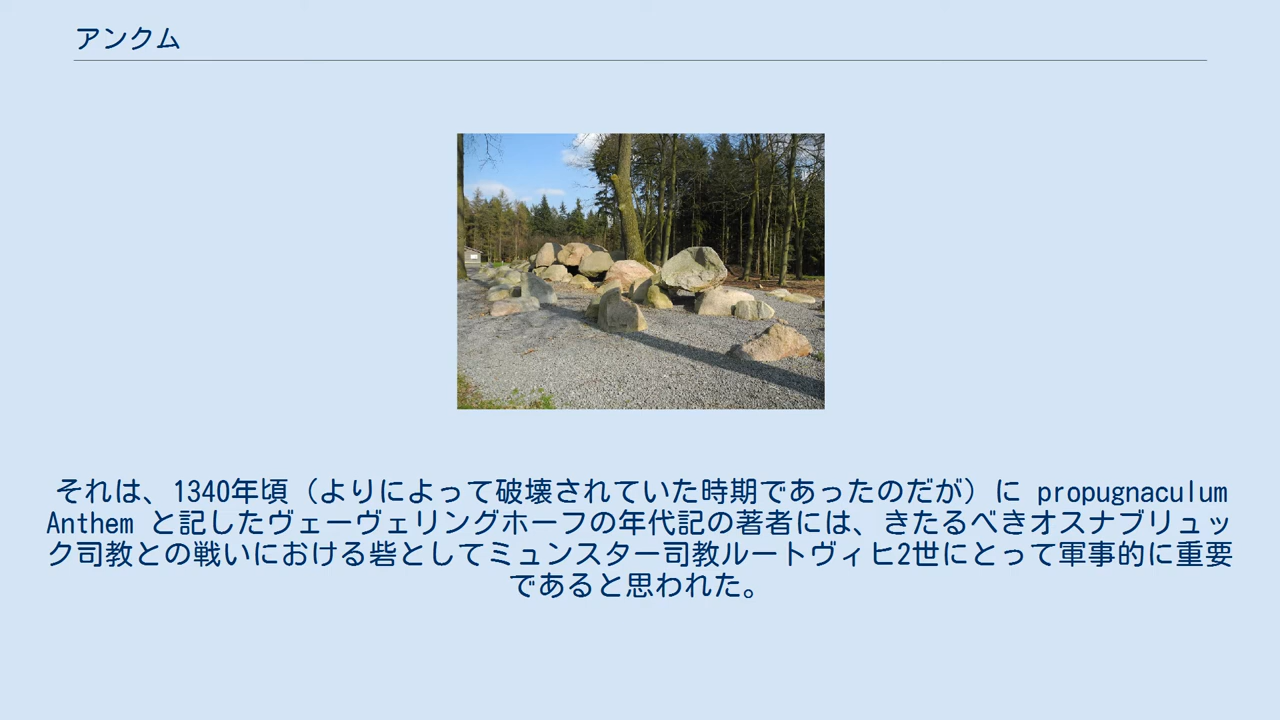 アンクム
それは、1340年頃（よりによって破壊されていた時期であったのだが）に propugnaculum
Anthem と記したヴェーヴェリングホーフの年代記の著者には、きたるべきオスナブリュッ
ク司教との戦いにおける砦としてミュンスター司教ルートヴィヒ2世にとって軍事的に重要
であると思われた。